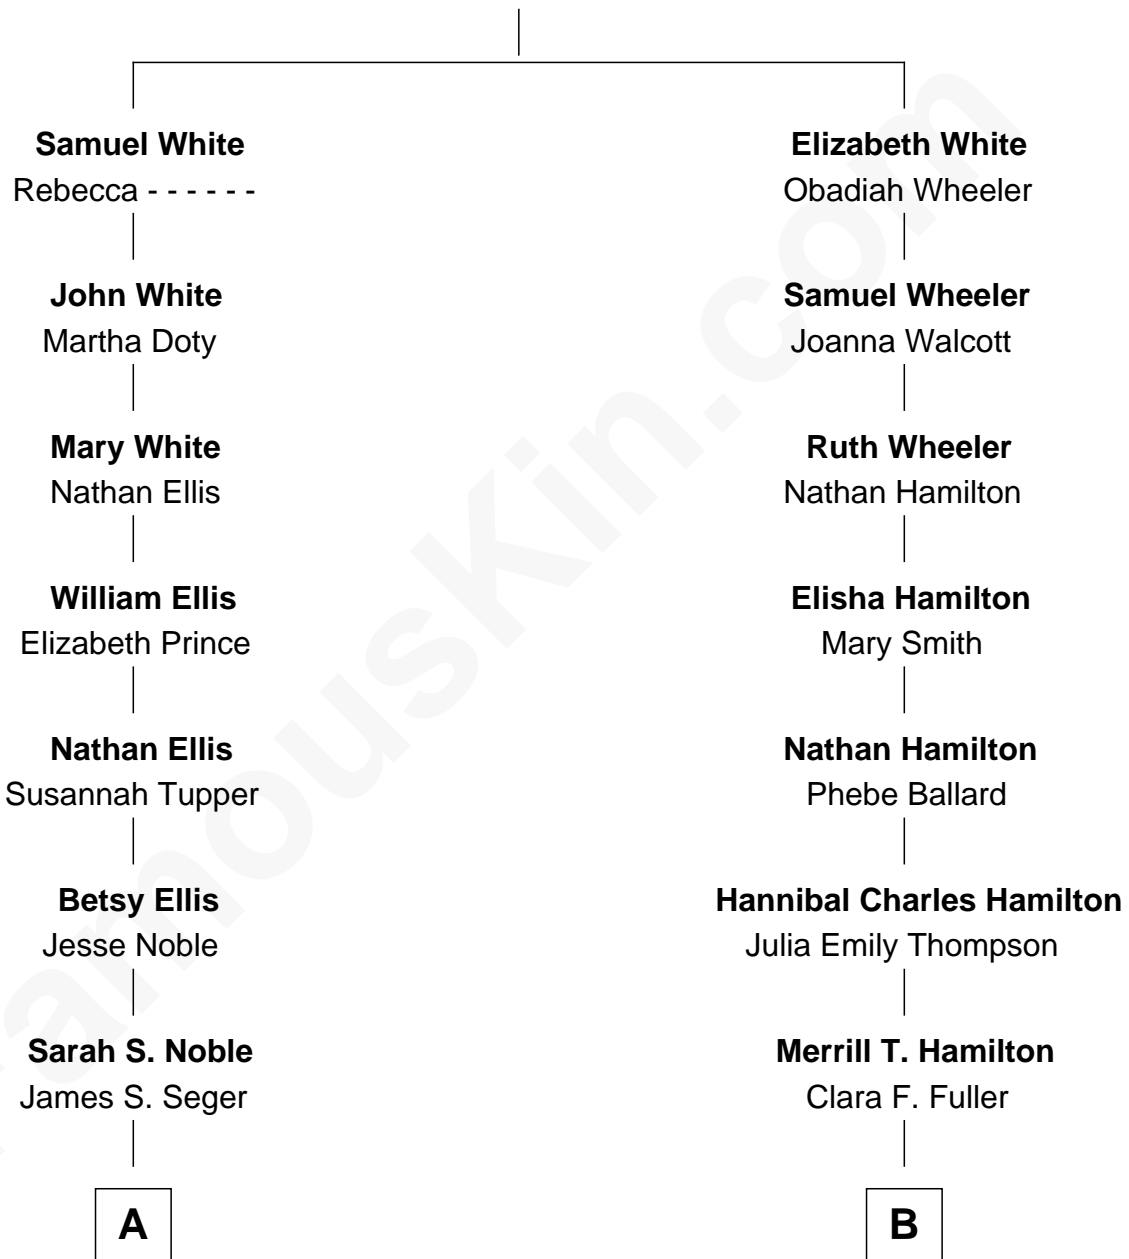 Samuel White
Rebecca - - - - - -
Elizabeth White
Obadiah Wheeler
John White
Martha Doty
Samuel Wheeler
Joanna Walcott
Mary White
Nathan Ellis
Ruth Wheeler
Nathan Hamilton
William Ellis
Elizabeth Prince
Elisha Hamilton
Mary Smith
Nathan Ellis
Susannah Tupper
Nathan Hamilton
Phebe Ballard
Betsy Ellis
Jesse Noble
Hannibal Charles Hamilton
Julia Emily Thompson
Sarah S. Noble
James S. Seger
Merrill T. Hamilton
Clara F. Fuller
A
B
FamousKin.com